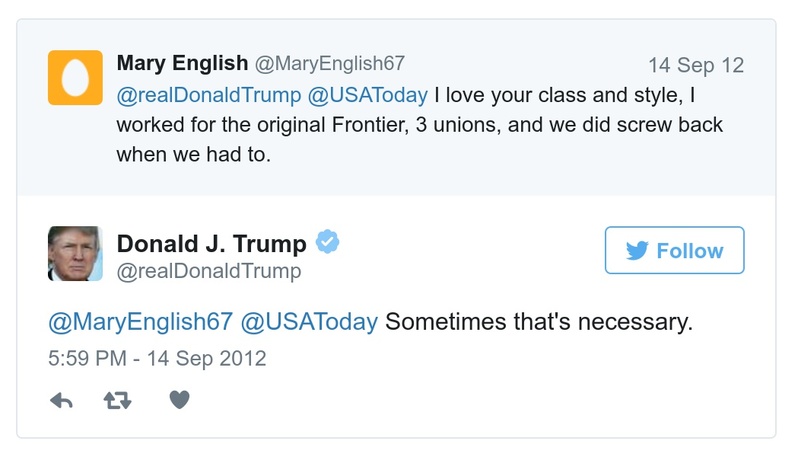 Mary English @MaryEnglish67 14 Sep 12
@realDonaldTrump @USAToday I love your class and style, I
worked for the original Frontier, 3 unions, and we did screw back
when we had to.
Donald J. Trump
@realDonaldTrump
Follow
@MaryEnglish67 @USAToday Sometimes that's necessary.
5:59 PM - 14 Sep 2012